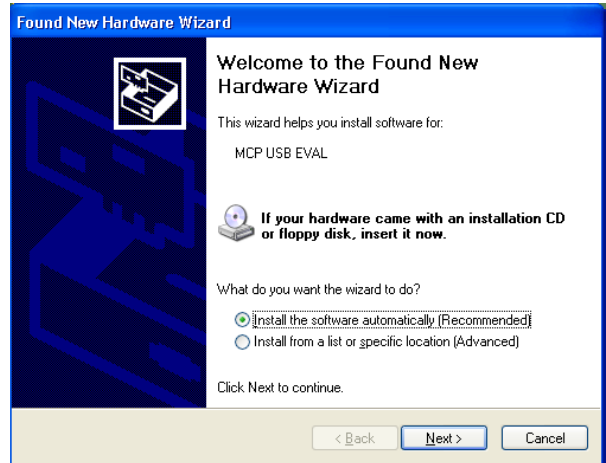 Found New Hardware Wizard
Welcome to the Found New
Hardware Wizard
This wizard helps you install software for:
MCP USB EVAL
If your hardware came with an installation CD
or floppy disk, insert it now.
What do you want the wizard to do?
Install the software automatically (Recommended)
Install from a list or specific location (Advanced)
Click Next to continue.
< Back Next > Cancel